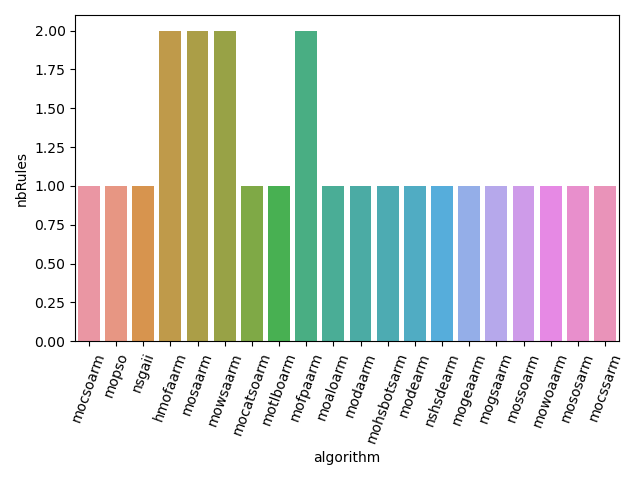 2.00
1.75
1.50
1.25
1.00
0.75
0.50
0.25
0.00
nbRules
mocsoarm
mopso
nsgaii
hmofaarm
mosaarm
mowsaarm
mocatsoarm
motlboarm
mofpaarm
moaloarm
modaarm
mohsbotsarm
modearm
nshsdearm
mogeaarm
mogsaarm
mossoarm
mowoaarm
mososarm
mocssarm
algorithm